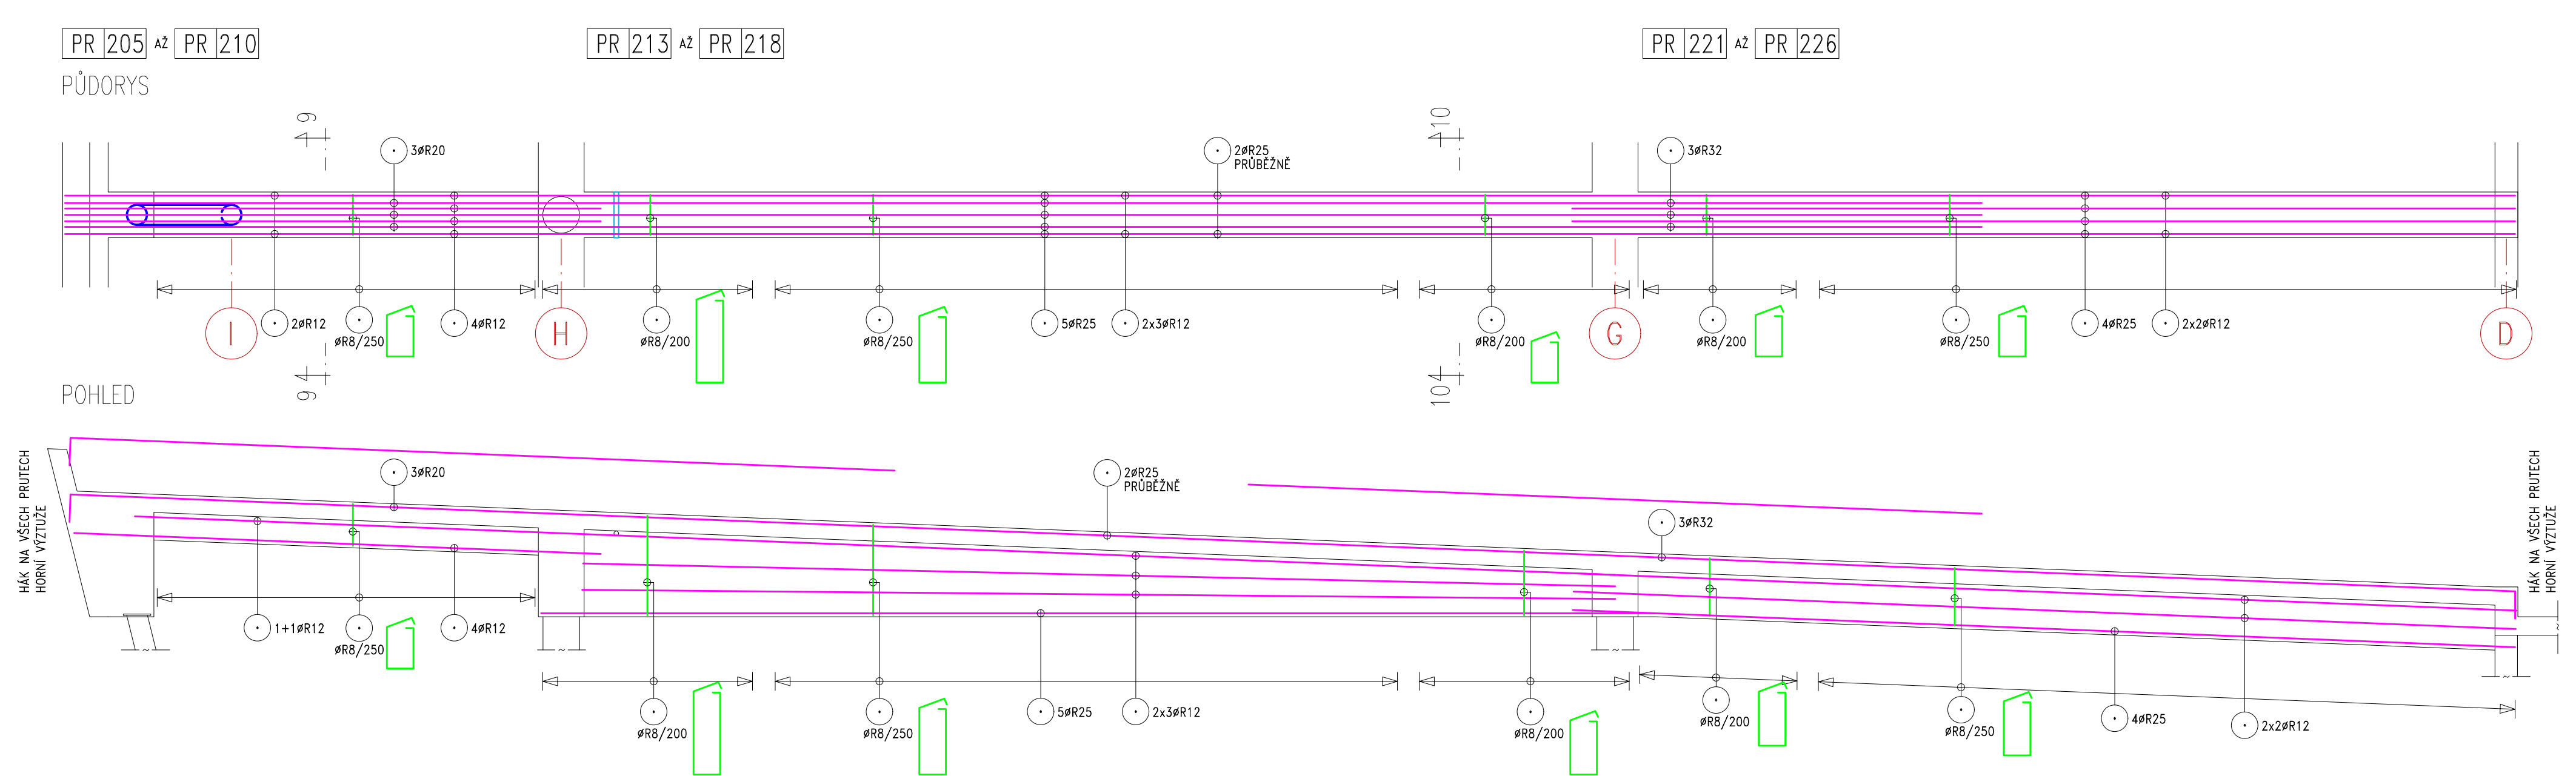 PR 205 AŽ PR 210
PR 213 AŽ PR 218
PR 221 AŽ PR 226
PŮDORYS
9
10
3øR20
2øR25
PRŮBĚŽNĚ
3øR32
I
2øR12
øR8/250
4øR12
H
øR8/200
øR8/250
5øR25
2x3øR12
øR8/200
G
øR8/200
øR8/250
4øR25
2x2øR12
D
9
10
POHLED
HÁK NA VŠECH PRUTECH
HORNÍ VÝZTUŽE
3øR20
2øR25
PRŮBĚŽNĚ
3øR32
HÁK NA VŠECH PRUTECH
HORNÍ VÝZTUŽE
1+1øR12
øR8/250
4øR12
øR8/200
øR8/250
5øR25
2x3øR12
øR8/200
øR8/200
øR8/250
4øR25
2x2øR12